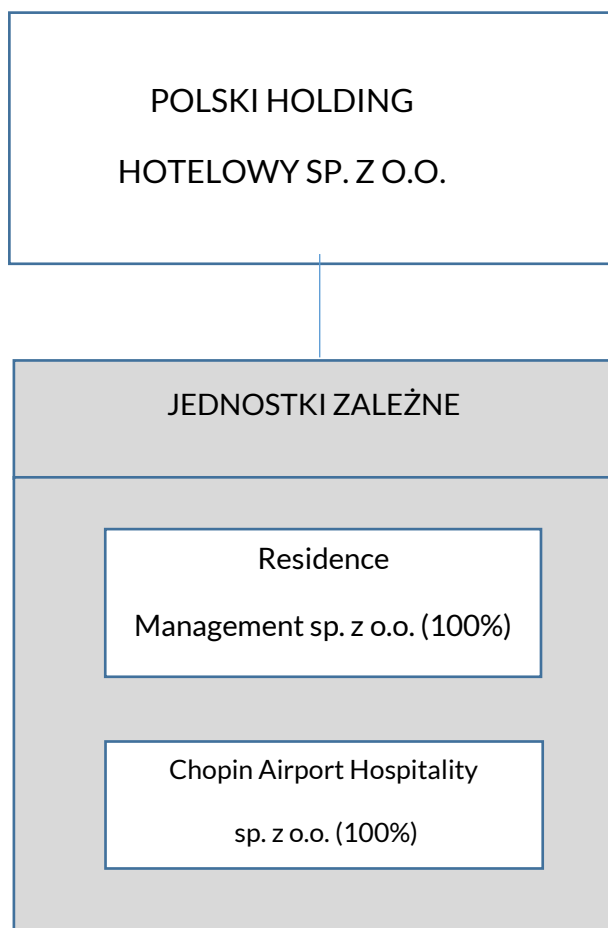 POLSKI HOLDING
HOTELOWY SP. Z O.O.
JEDNOSTKI ZALEŻNE
Residence
Management sp. z o.o. (100%)
Chopin Airport Hospitality
sp. z o.o. (100%)